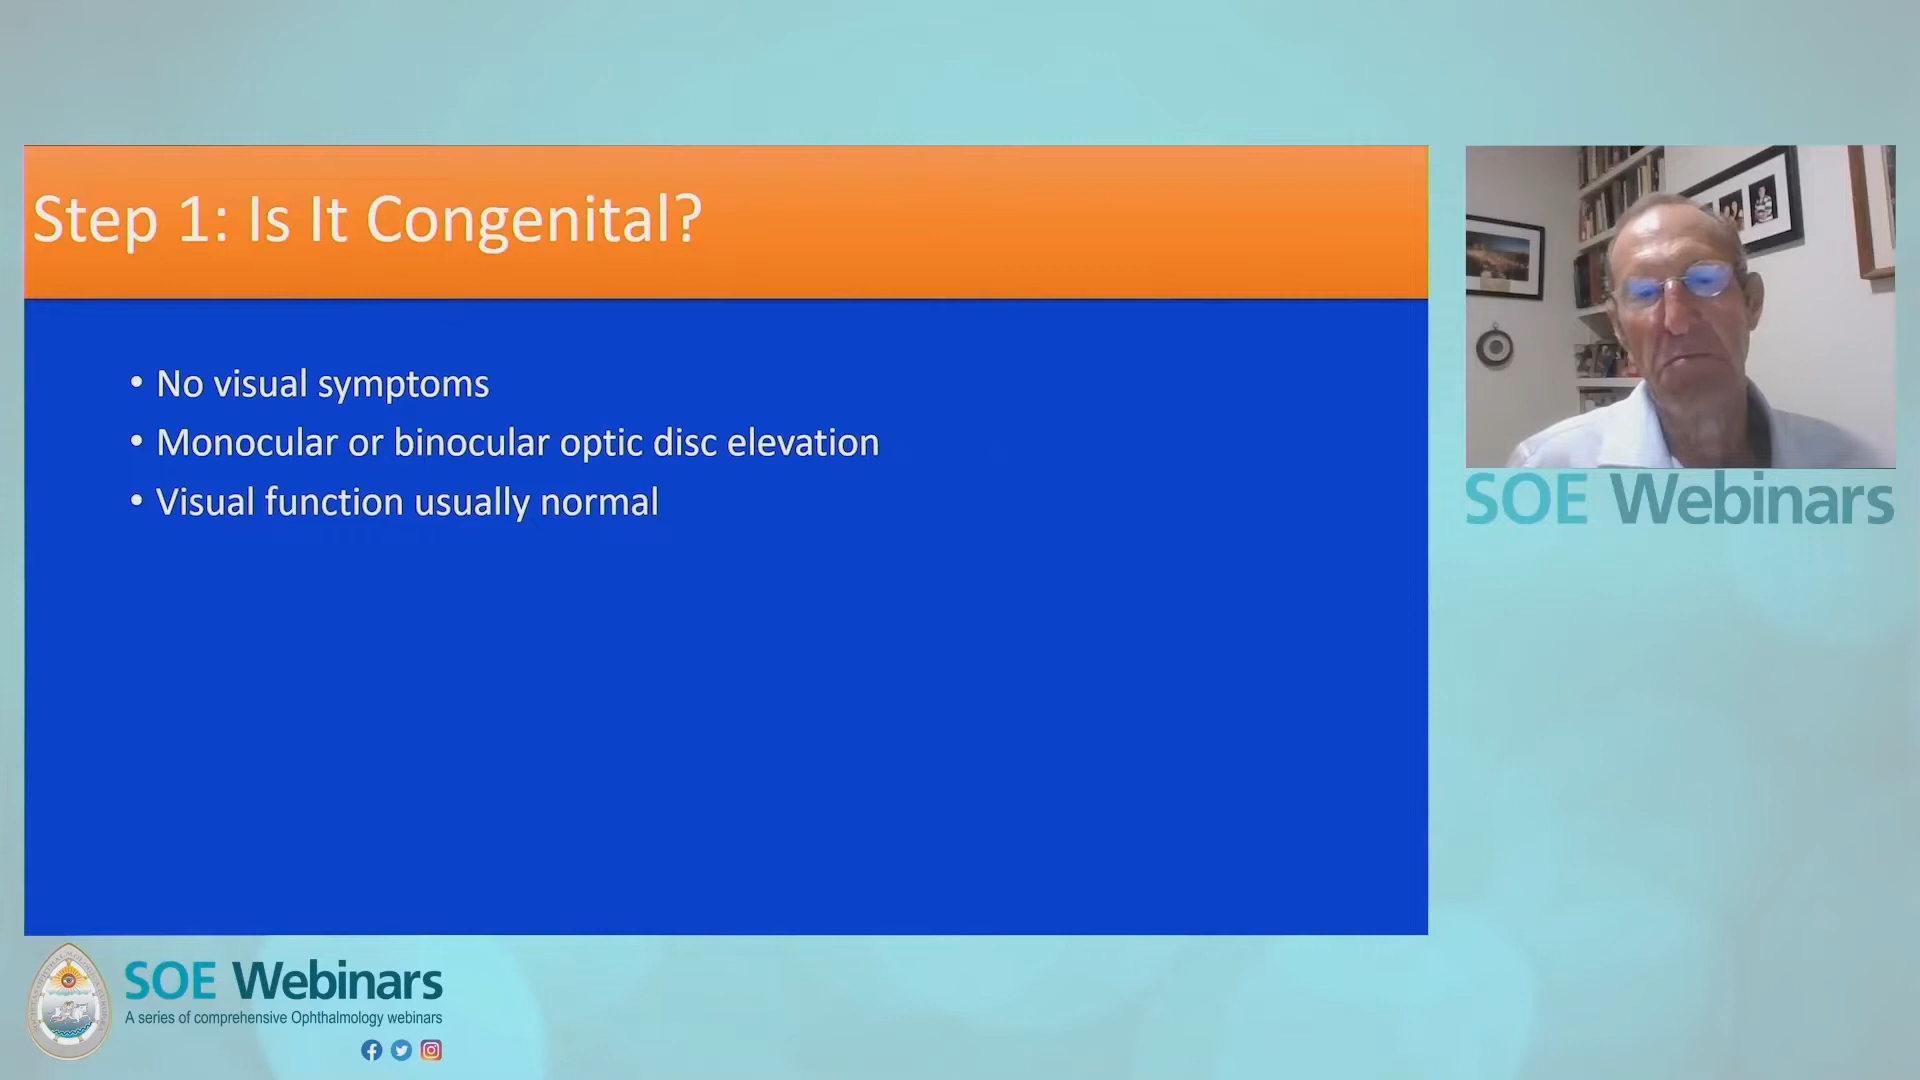 Step 1: Is It Congenital?
• No visual symptoms
• Monocular or binocular optic disc elevation
• Visual function usually normal
SOE Webinars
SOE Webinars
A series of comprehensive Ophthalmology webinars